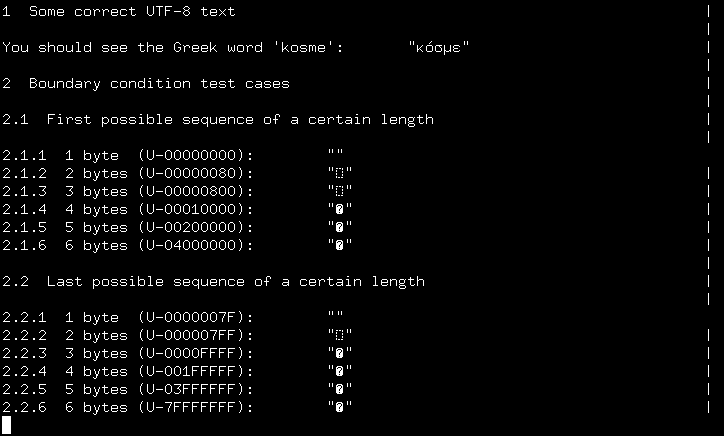 1  Some correct UTF-8 text                                                    |
                                                                              |
You should see the Greek word 'kosme':       "κόσμε"                          |
                                                                              |
2  Boundary condition test cases                                              |
                                                                              |
2.1  First possible sequence of a certain length                              |
                                                                              |
2.1.1  1 byte  (U-00000000):        ""
2.1.2  2 bytes (U-00000080):        "⬚"                                       |
2.1.3  3 bytes (U-00000800):        "⬚"                                       |
2.1.4  4 bytes (U-00010000):        "�"                                       |
2.1.5  5 bytes (U-00200000):        "�"                                       |
2.1.6  6 bytes (U-04000000):        "�"                                       |
                                                                              |
2.2  Last possible sequence of a certain length                               |
                                                                              |
2.2.1  1 byte  (U-0000007F):        ""
2.2.2  2 bytes (U-000007FF):        "⬚"                                       |
2.2.3  3 bytes (U-0000FFFF):        "�"                                       |
2.2.4  4 bytes (U-001FFFFF):        "�"                                       |
2.2.5  5 bytes (U-03FFFFFF):        "�"                                       |
2.2.6  6 bytes (U-7FFFFFFF):        "�"                                       |